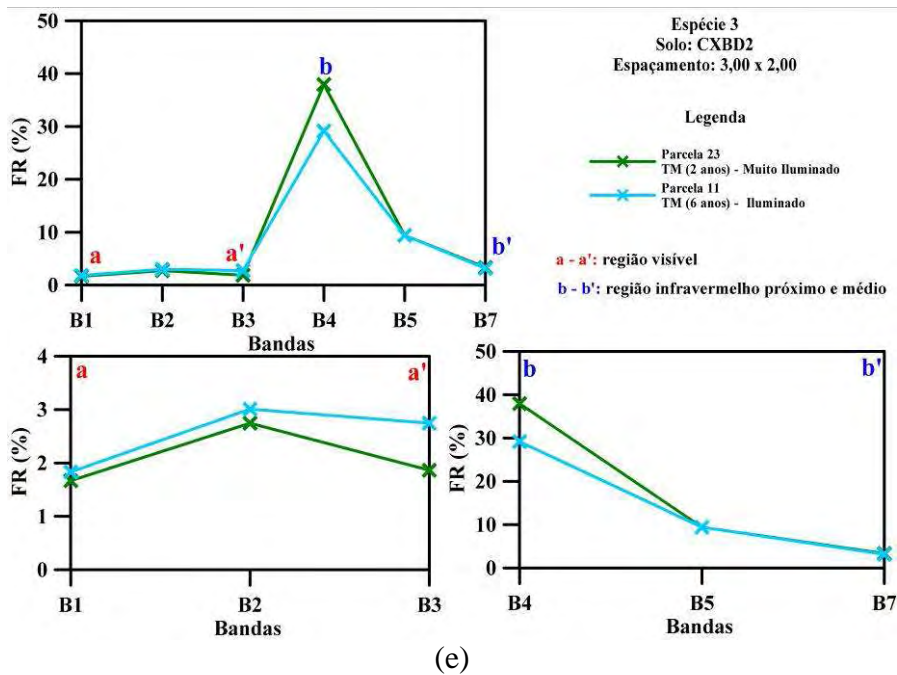 50
40
30
20
10
0
FR (%)
a
a'
b
b'
B1
B2
B3
B4
B5
B7
Bandas
Espécie 3
Solo: CXBD2
Espaçamento: 3,00 x 2,00
Legenda
Parcela 23
TM (2 anos) - Muito Iluminado
Parcela 11
TM (6 anos) - Iluminado
a - a': região visível
b - b': região infravermelho próximo e médio
4
3
2
1
0
FR (%)
a
a'
B1
B2
B3
Bandas
50
40
30
20
10
0
FR (%)
b
b'
B4
B5
B7
Bandas
(e)